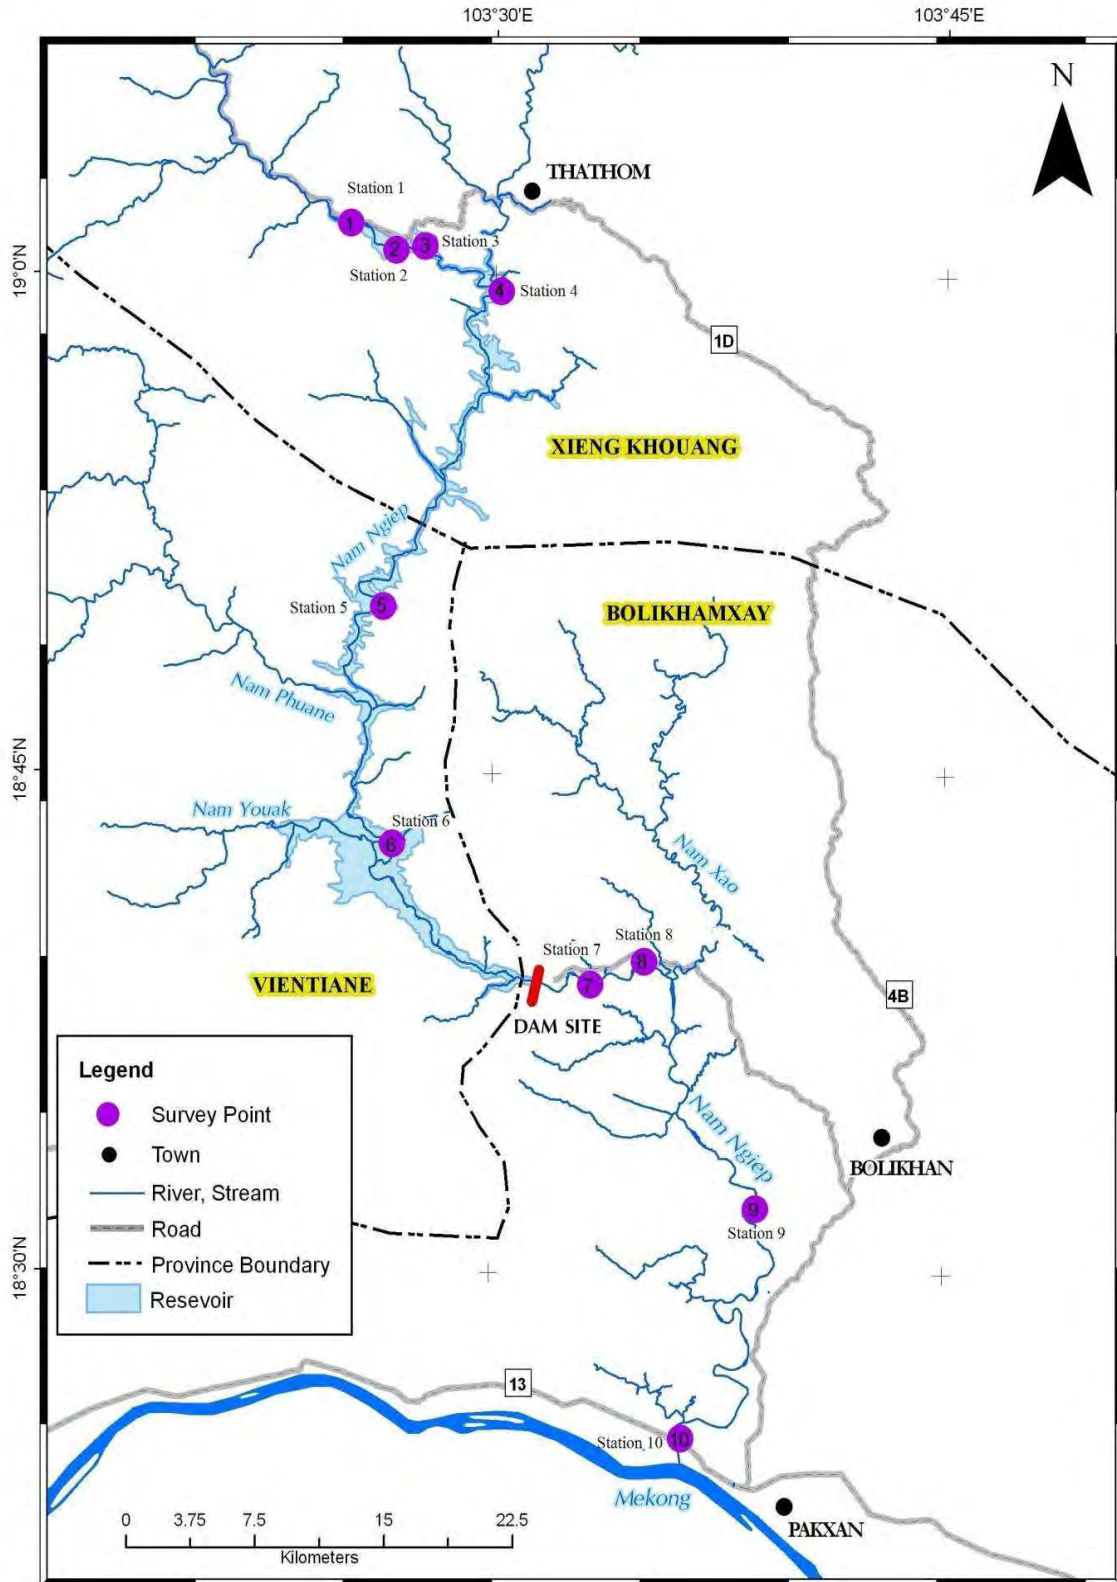 103°30'E
103°45'E
N
THATHOM
Station 1
1
2
3
Station 3
Station 2
19°0'N
4
Station 4
1D
XIENG KHOUANG
Nam Ngiep
Station 5
5
BOLIKHAMXAY
Nam Phuane
18°45'N
Nam Youak
Station 6
6
Nam Xao
Station 7
Station 8
8
7
VIENTIANE
4B
DAM SITE
Legend
Survey Point
Town
River, Stream
Road
Province Boundary
Resevoir
Nam Ngiep
BOLIKHAN
9
Station 9
18°30'N
13
Station 10
10
Mekong
PAKXAN
0 3.75 7.5 15 22.5
Kilometers